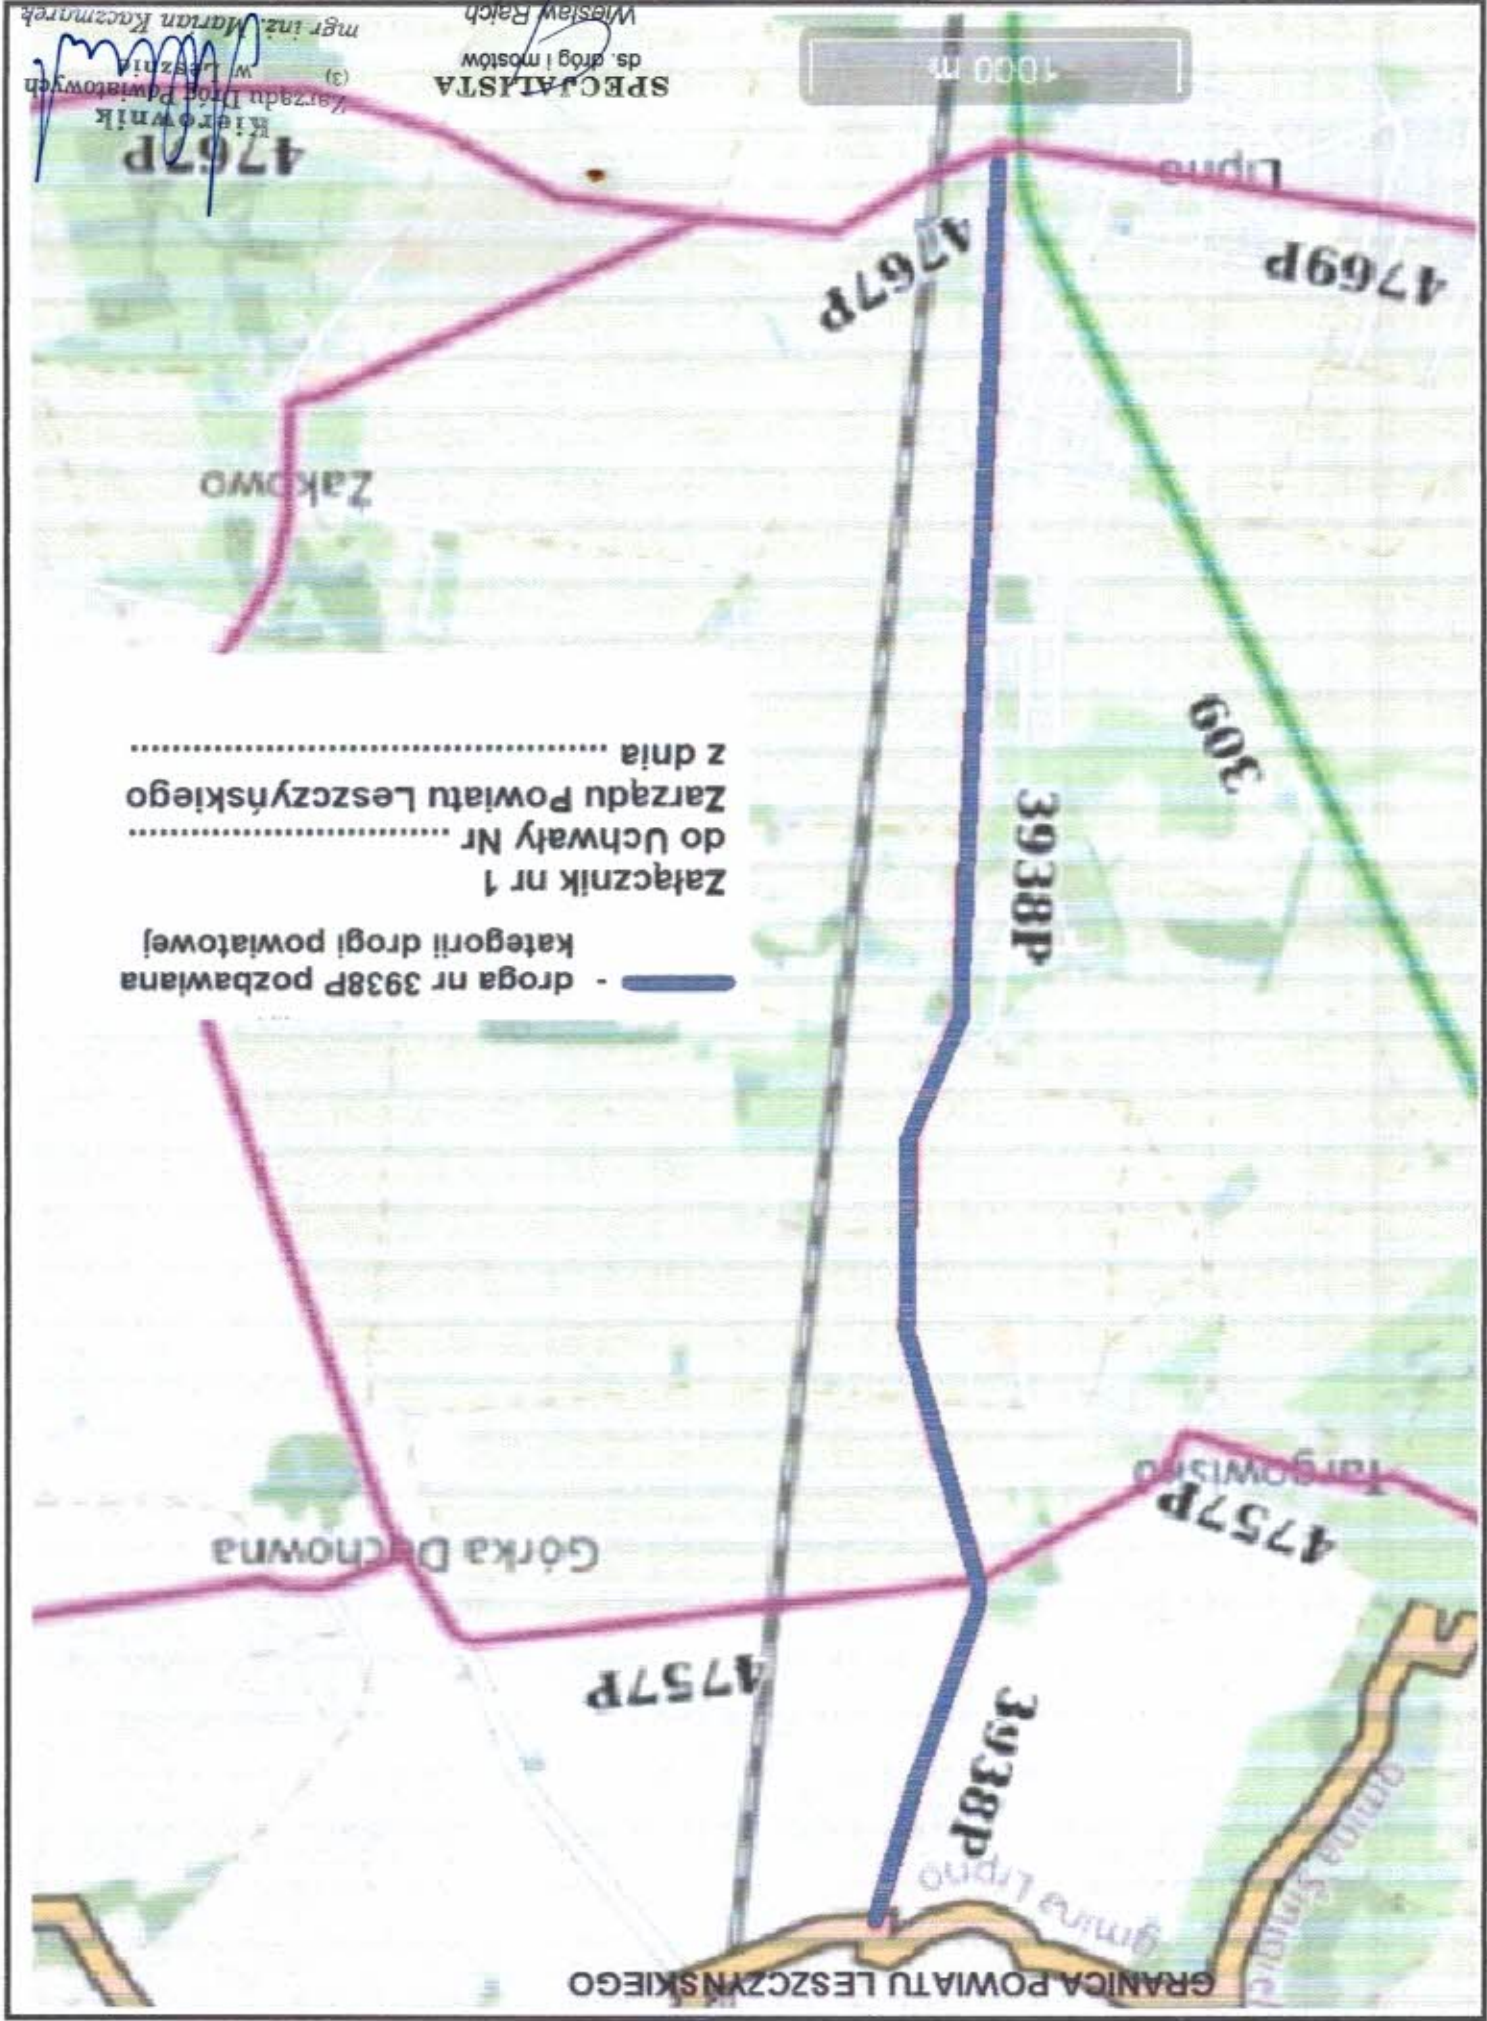 GRANICA POWIATU LESZCZYŃSKIEGO
gmina Lipno
3938P
4757P
4757P
Górka Duchowna
Targowisko
- droga nr 3938P pozbawiana
kategorii drogi powiatowej
Załącznik nr 1
do Uchwały Nr ..............................
Zarządu Powiatu Leszczyńskiego
z dnia ..............................................
3938P
309
Żakowo
4769P
4767P
Lipno
4767P
1000 m
SPECJALISTA
ds. dróg i mostów
Wiesław Rajch
Kierownik
Zarządu Dróg Powiatowych
w Lesznie
(3)
mgr inż. Marian Kaczmarek